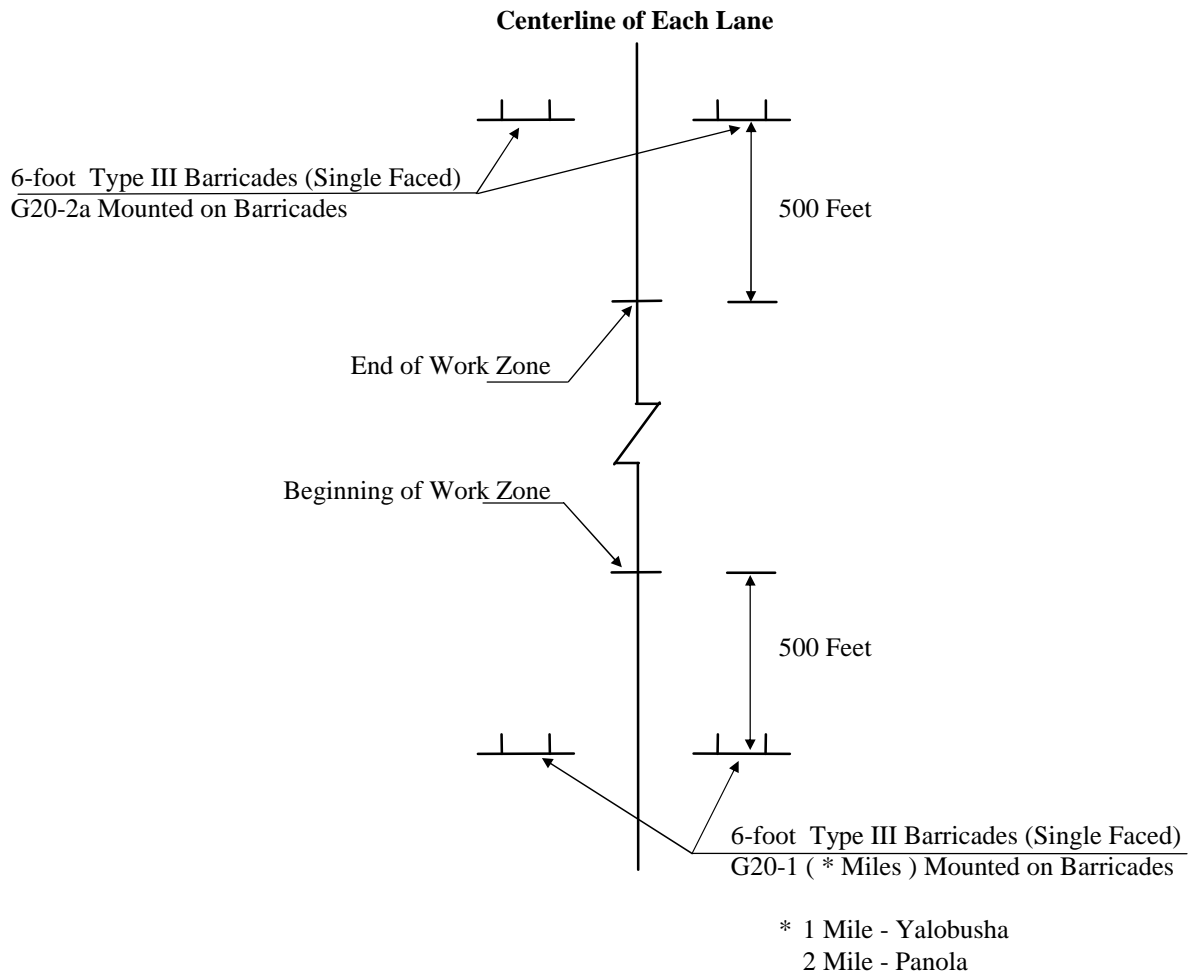 Centerline of Each Lane
6-foot Type III Barricades (Single Faced)
G20-2a Mounted on Barricades
500 Feet
End of Work Zone
Beginning of Work Zone
500 Feet
6-foot Type III Barricades (Single Faced)
G20-1 ( * Miles ) Mounted on Barricades
* 1 Mile - Yalobusha
2 Mile - Panola